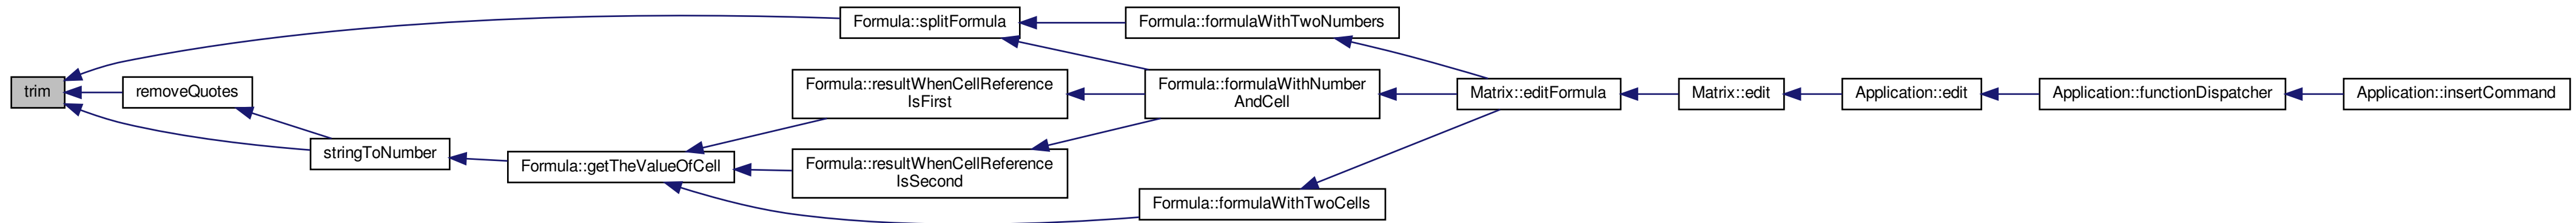 trim
removeQuotes
stringToNumber
Formula::splitFormula
Formula::getTheValueOfCell
Formula::resultWhenCellReference
IsFirst
Formula::resultWhenCellReference
IsSecond
Formula::formulaWithTwoNumbers
Formula::formulaWithNumber
AndCell
Formula::formulaWithTwoCells
Matrix::editFormula
Matrix::edit
Application::edit
Application::functionDispatcher
Application::insertCommand